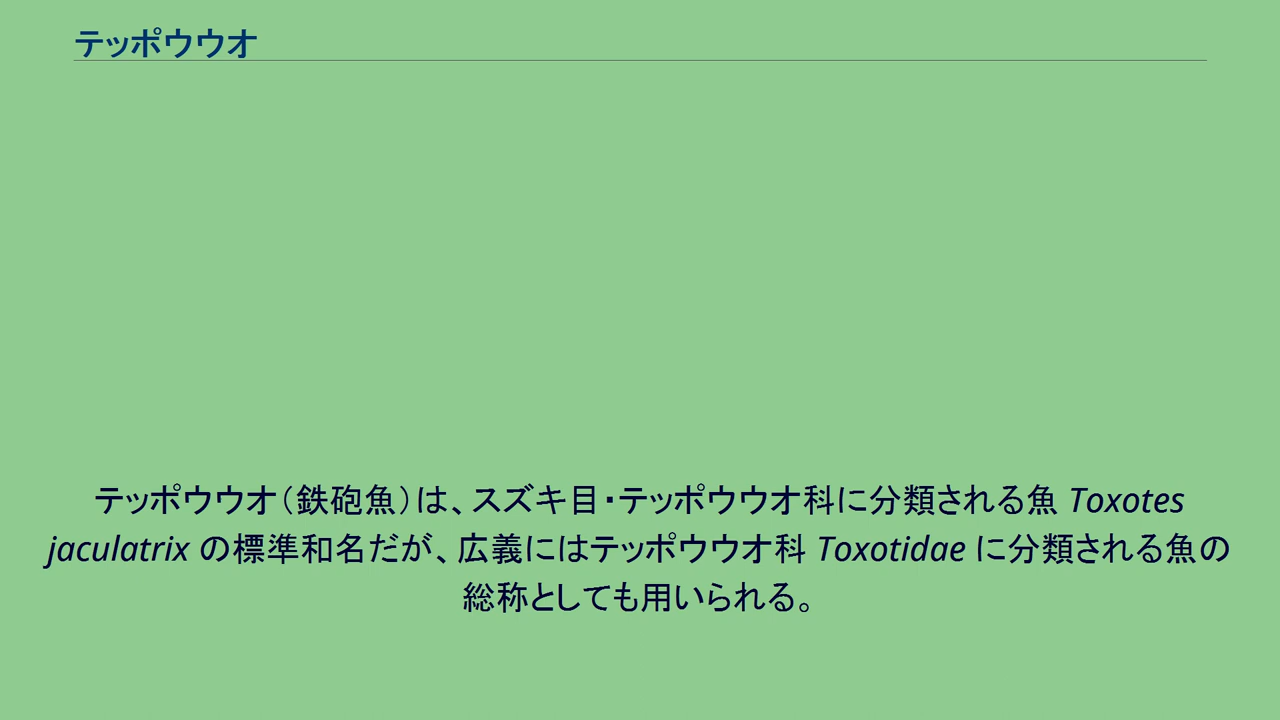 テッポウウオ
テッポウウオ（鉄砲魚）は、スズキ目・テッポウウオ科に分類される魚 Toxotes
jaculatrix の標準和名だが、広義にはテッポウウオ科 Toxotidae に分類される魚の
総称としても用いられる。